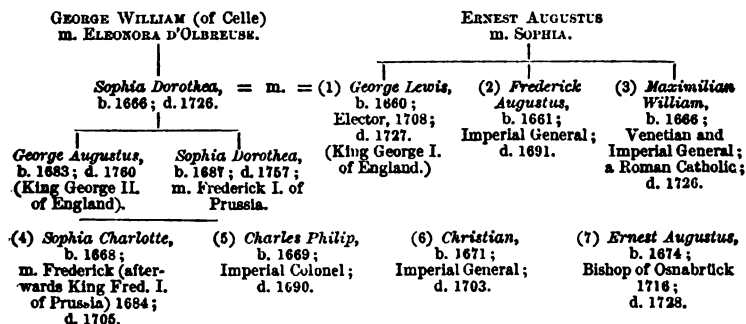 GEORGE WILLIAM (of Celle)
m. ELEONORA D'OLBREUSE.
ERNEST AUGUSTUS
m. SOPHIA.
Sophia Dorothea, = m. =
b. 1666; d. 1726.
(1) George Lewis,
b. 1660;
Elector, 1708;
d. 1727.
(King George I.
of England.)
(2) Frederick
Augustus,
b. 1661;
Imperial General;
d. 1691.
(3) Maximilian
William,
b. 1666;
Venetian and
Imperial General;
a Roman Catholic;
d. 1726.
George Augustus,
b. 1683; d. 1760
(King George II.
of England).
Sophia Dorothea,
b. 1687; d. 1757;
m. Frederick I. of
Prussia.
(4) Sophia Charlotte,
b. 1668;
m. Frederick (after-
wards King Fred. I.
of Prussia) 1684;
d. 1705.
(5) Charles Philip,
b. 1669;
Imperial Colonel;
d. 1690.
(6) Christian,
b. 1671;
Imperial General;
d. 1703.
(7) Ernest Augustus,
b. 1674;
Bishop of Osnabrück
1716;
d. 1728.